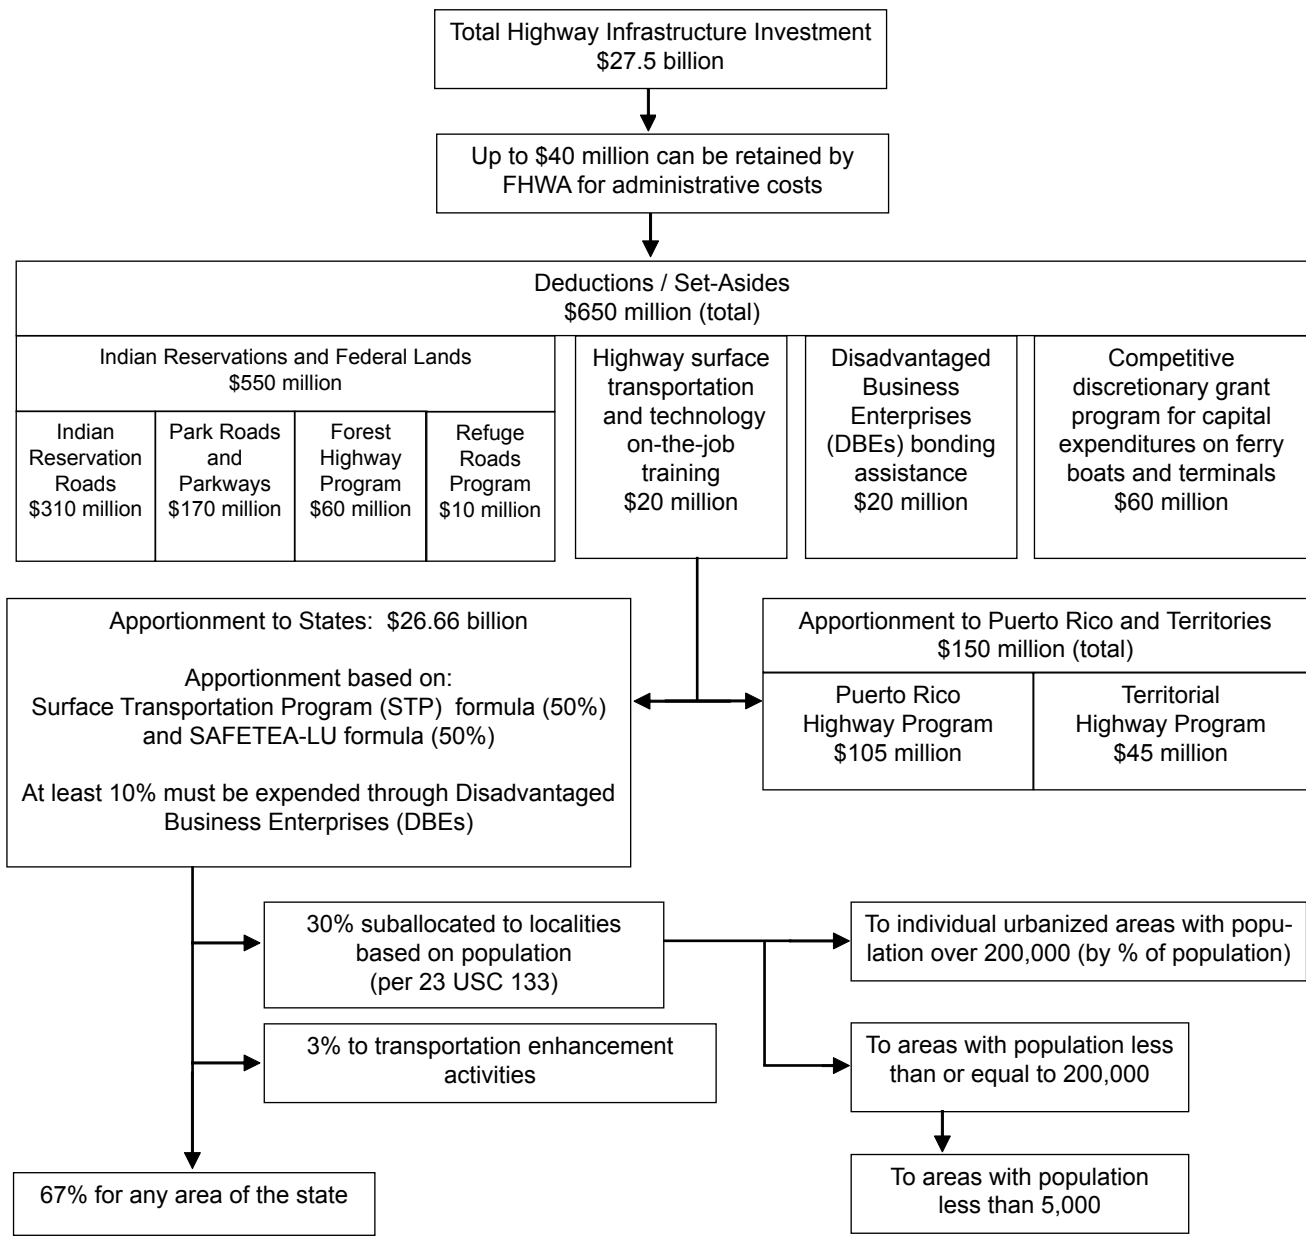 Total Highway Infrastructure Investment
$27.5 billion
Up to $40 million can be retained by
FHWA for administrative costs
Deductions / Set-Asides
$650 million (total)
Indian Reservations and Federal Lands
$550 million
Indian
Reservation
Roads
$310 million
Park Roads
and
Parkways
$170 million
Forest
Highway
Program
$60 million
Refuge
Roads
Program
$10 million
Highway surface
transportation
and technology
on-the-job
training
$20 million
Disadvantaged
Business
Enterprises
(DBEs) bonding
assistance
$20 million
Competitive
discretionary grant
program for capital
expenditures on ferry
boats and terminals
$60 million
Apportionment to States: $26.66 billion
Apportionment based on:
Surface Transportation Program (STP) formula (50%)
and SAFETEA-LU formula (50%)
At least 10% must be expended through Disadvantaged
Business Enterprises (DBEs)
Apportionment to Puerto Rico and Territories
$150 million (total)
Puerto Rico
Highway Program
$105 million
Territorial
Highway Program
$45 million
30% suballocated to localities
based on population
(per 23 USC 133)
To individual urbanized areas with popu-
lation over 200,000 (by % of population)
3% to transportation enhancement
activities
To areas with population less
than or equal to 200,000
67% for any area of the state
To areas with population
less than 5,000